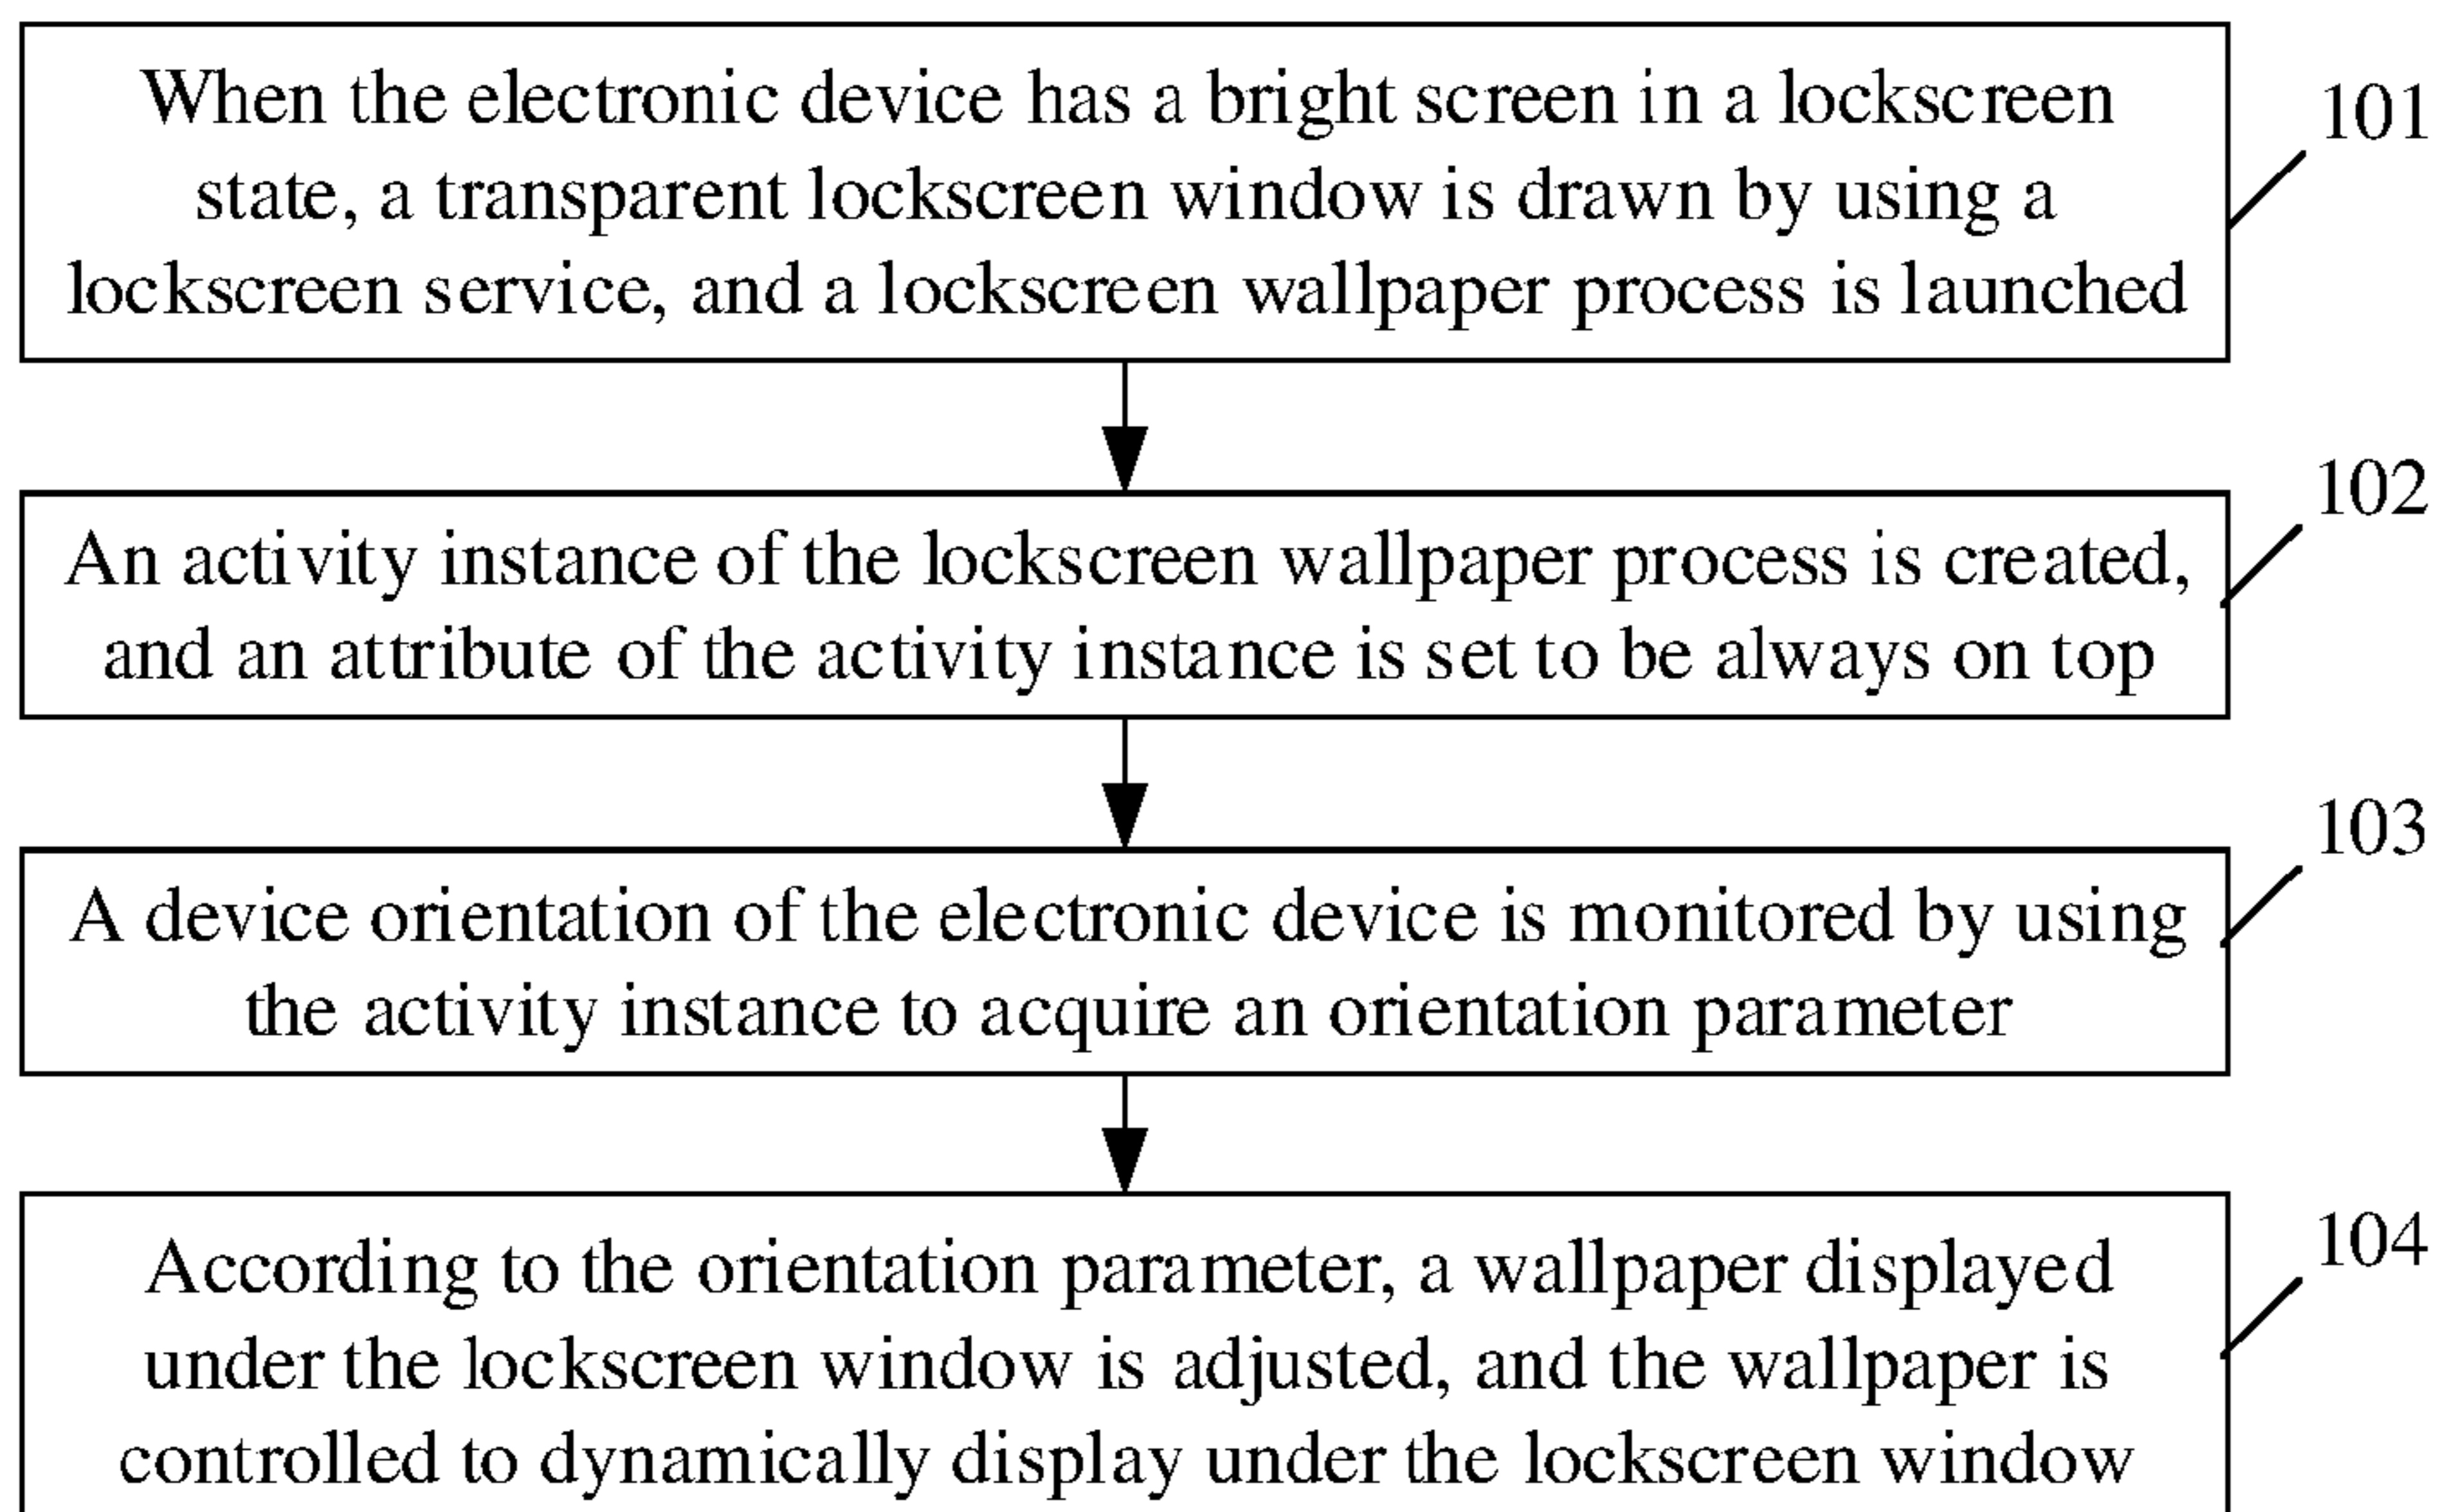 When the electronic device has a bright screen in a lockscreen
state, a transparent lockscreen window is drawn by using a
lockscreen service, and a lockscreen wallpaper process is launched
101
An activity instance of the lockscreen wallpaper process is created,
and an attribute of the activity instance is set to be always on top
102
A device orientation of the electronic device is monitored by using
the activity instance to acquire an orientation parameter
103
According to the orientation parameter, a wallpaper displayed
under the lockscreen window is adjusted, and the wallpaper is
controlled to dynamically display under the lockscreen window
104